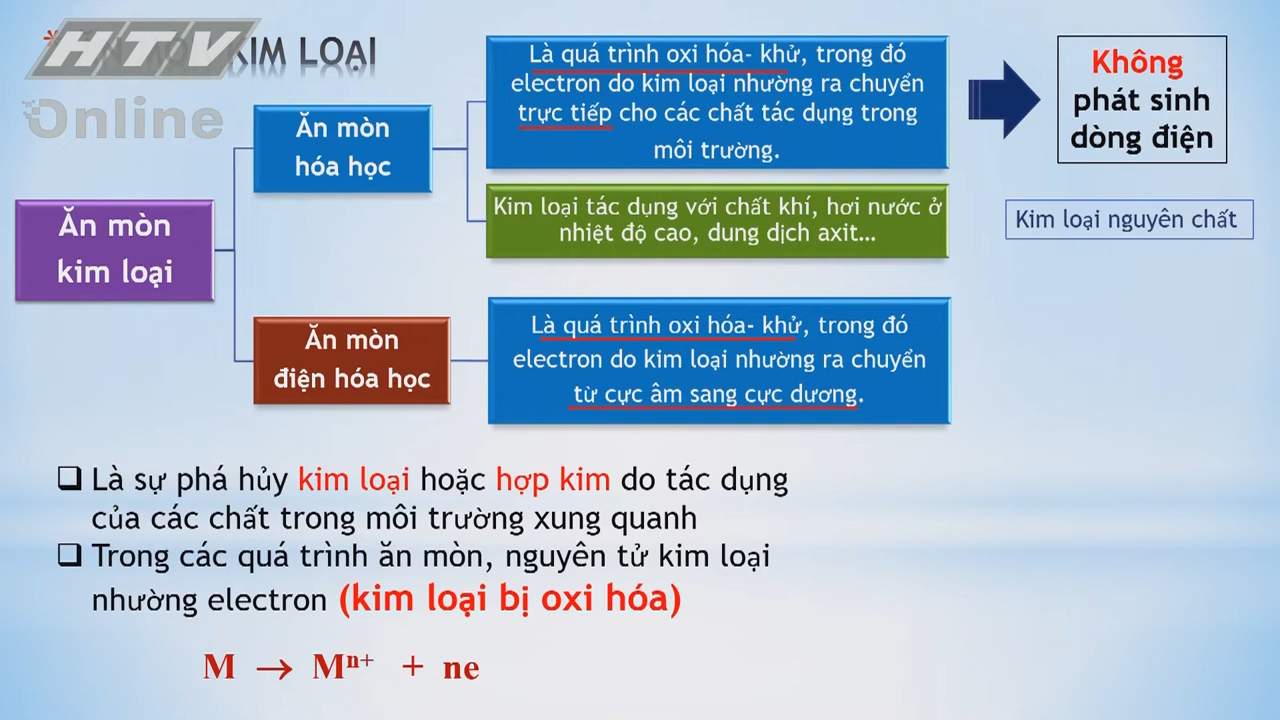 HTV
Online
KIM LOẠI
Ăn mòn
kim loại
Ăn mòn
hóa học
Là quá trình oxi hóa- khử, trong đó
electron do kim loại nhường ra chuyển
trực tiếp cho các chất tác dụng trong
môi trường.
Không
phát sinh
dòng điện
Kim loại tác dụng với chất khí, hơi nước ở
nhiệt độ cao, dung dịch axit...
Kim loại nguyên chất
Ăn mòn
điện hóa học
Là quá trình oxi hóa- khử, trong đó
electron do kim loại nhường ra chuyển
từ cực âm sang cực dương.
❑ Là sự phá hủy kim loại hoặc hợp kim do tác dụng
của các chất trong môi trường xung quanh
❑ Trong các quá trình ăn mòn, nguyên tử kim loại
nhường electron (kim loại bị oxi hóa)
M → Mⁿ⁺ + ne